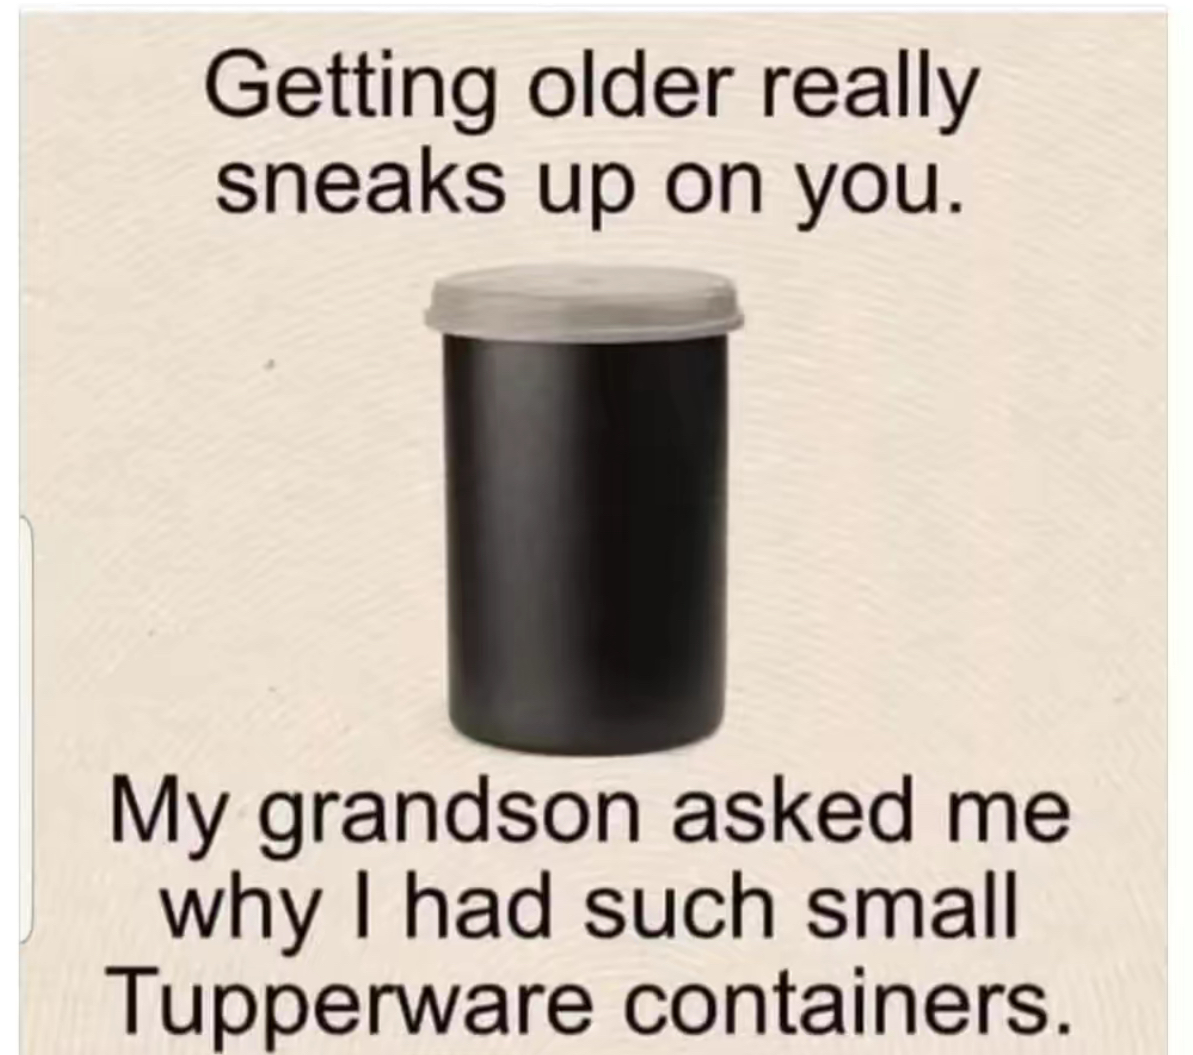 Getting older really
sneaks up on you.
My grandson asked me
why I had such small
Tupperware containers.